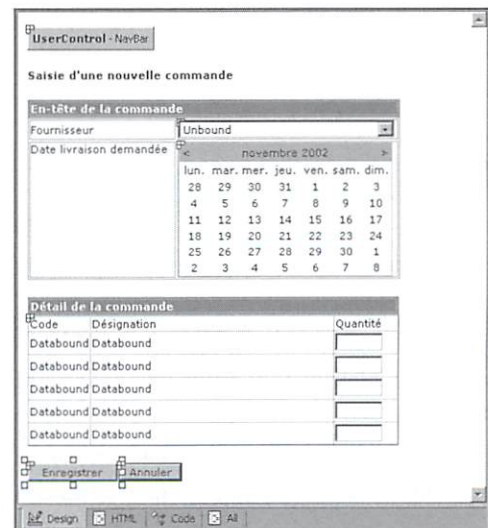 UserControl - NavBar
Saisie d'une nouvelle commande
En-tête de la commande
Fournisseur Unbound
Date livraison demandée
< novembre 2002 >
lun. mar. mer. jeu. ven. sam. dim.
28 29 30 31 1 2 3
4 5 6 7 8 9 10
11 12 13 14 15 16 17
18 19 20 21 22 23 24
25 26 27 28 29 30 1
2 3 4 5 6 7 8
Détail de la commande
Code Désignation Quantité
Databound Databound
Databound Databound
Databound Databound
Databound Databound
Databound Databound
Enregistrer Annuler
Design HTML Code All